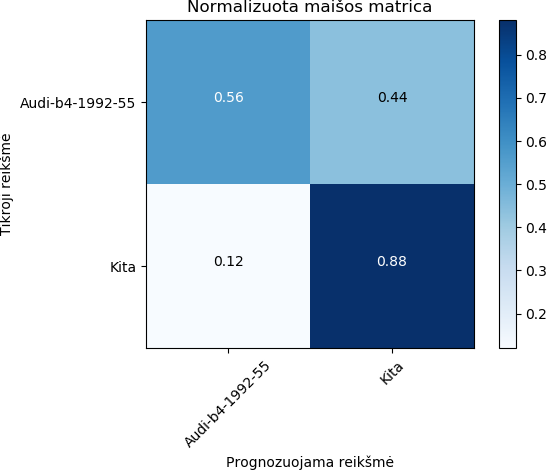 Normalizuota maišos matrica
Tikroji reikšmė
Audi-b4-1992-55
0.56
0.44
Kita
0.12
0.88
Audi-b4-1992-55
Kita
Prognozuojama reikšmė
0.8
0.7
0.6
0.5
0.4
0.3
0.2